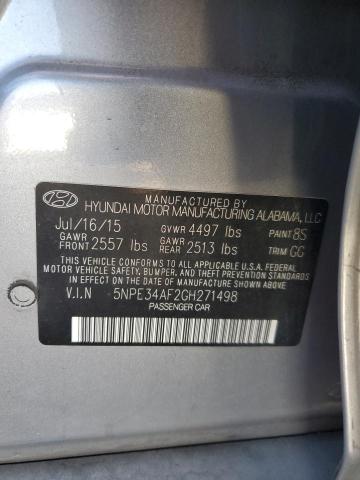 MANUFACTURED BY
HYUNDAI MOTOR MANUFACTURING ALABAMA, LLC
Jul/16/15 GVWR 4497 lbs PAINT 8S
GAWR FRONT 2557 lbs GAWR REAR 2513 lbs TRIM GG
THIS VEHICLE CONFORMS TO ALL APPLICABLE U.S.A. FEDERAL
MOTOR VEHICLE SAFETY, BUMPER, AND THEFT
PREVENTION STANDARDS
IN EFFECT ON THE DATE OF MANUFACTURE SHOWN ABOVE.
V.I.N 5NPE34AF2GH271498
PASSENGER CAR